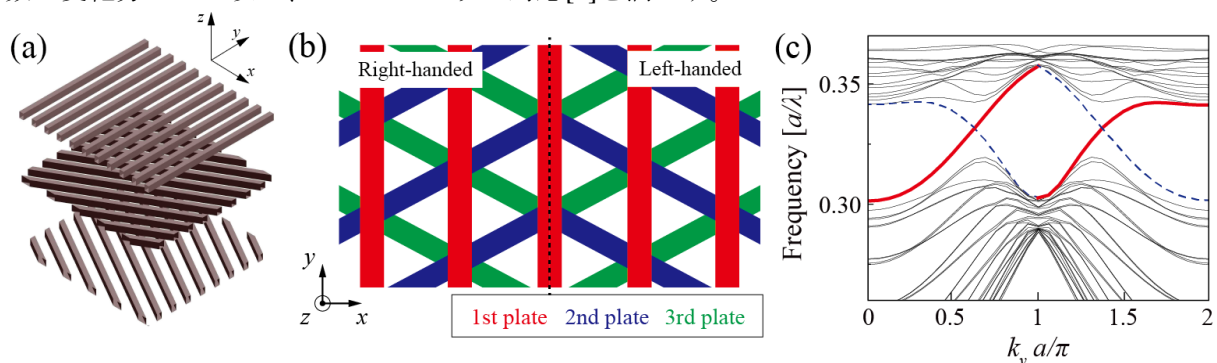 (a)
z
y
x
(b)
Right-handed
Left-handed
y
z
x
1st plate 2nd plate 3rd plate
(c)
Frequency [a/λ]
0.35
0.30
0
0.5
1
1.5
2
k_y a/π